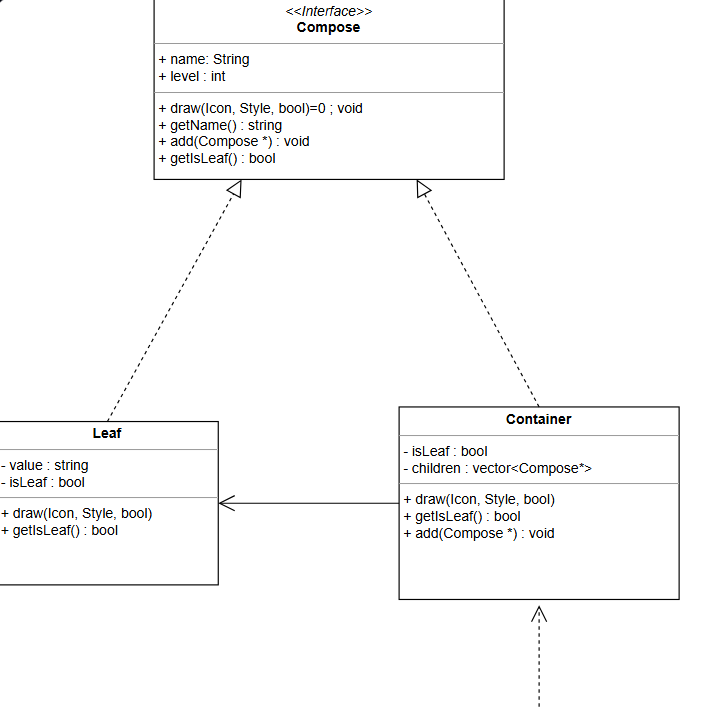 <<Interface>>
Compose
+ name: String
+ level : int
+ draw(Icon, Style, bool)=0 ; void
+ getName() : string
+ add(Compose *) : void
+ getIsLeaf() : bool
Leaf
- value : string
- isLeaf : bool
+ draw(Icon, Style, bool)
+ getIsLeaf() : bool
Container
- isLeaf : bool
- children : vector<Compose*>
+ draw(Icon, Style, bool)
+ getIsLeaf() : bool
+ add(Compose *) : void